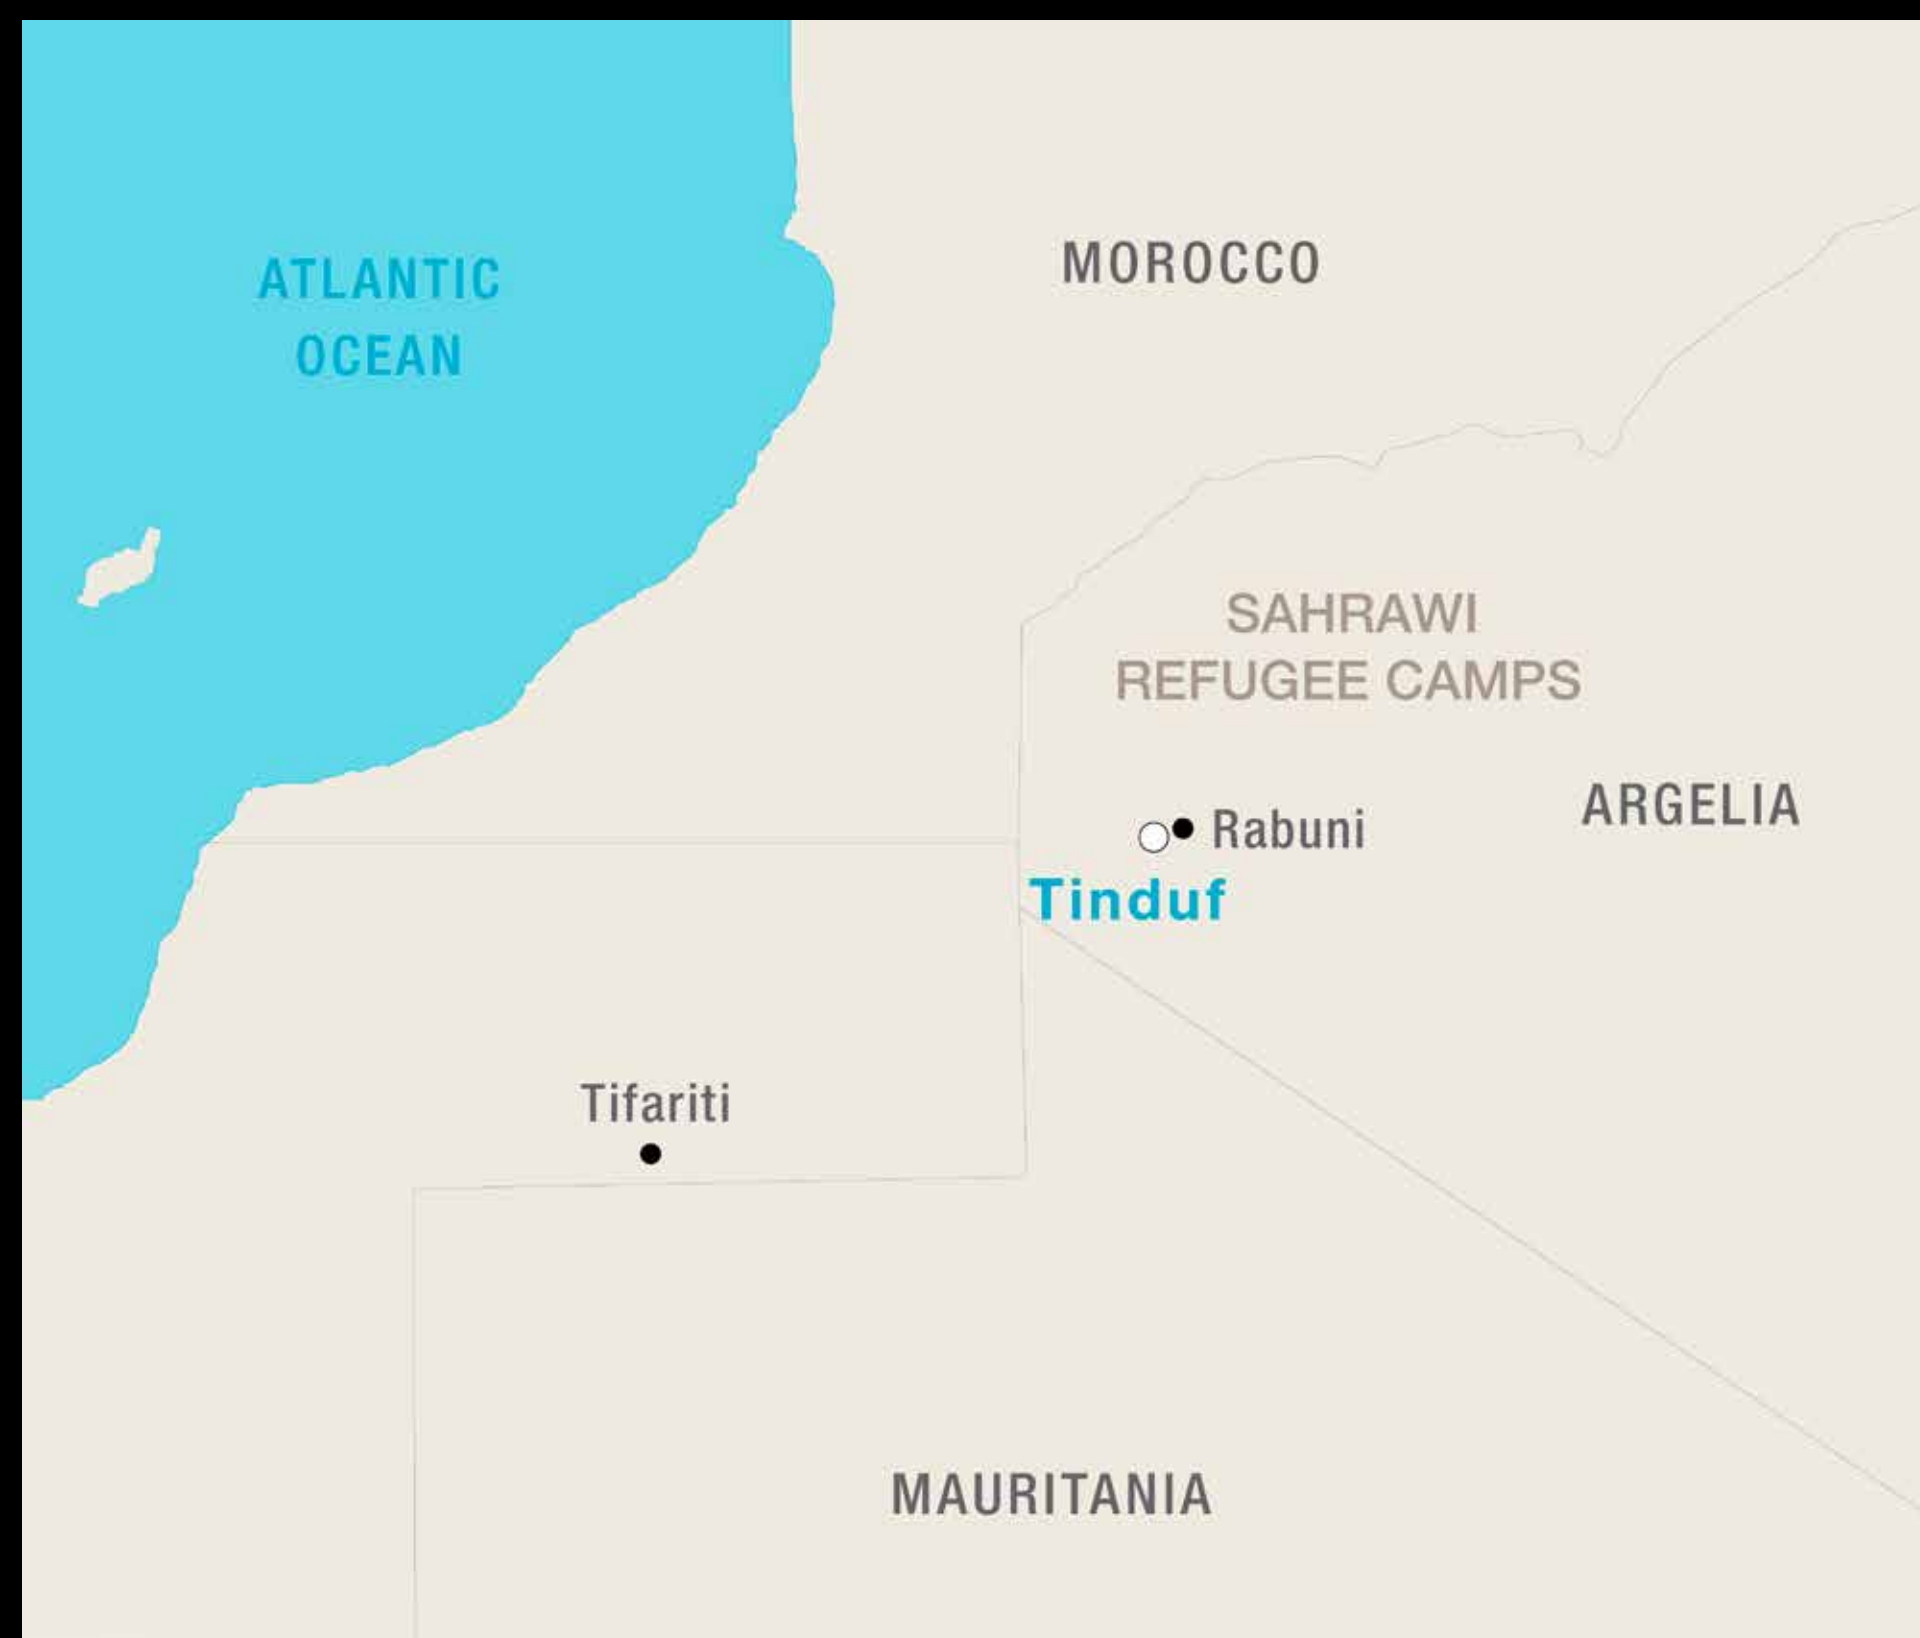 MOROCCO
ATLANTIC
OCEAN
SAHRAWI
REFUGEE CAMPS
ARGELIA
Rabuni
Tinduf
Tifariti
MAURITANIA